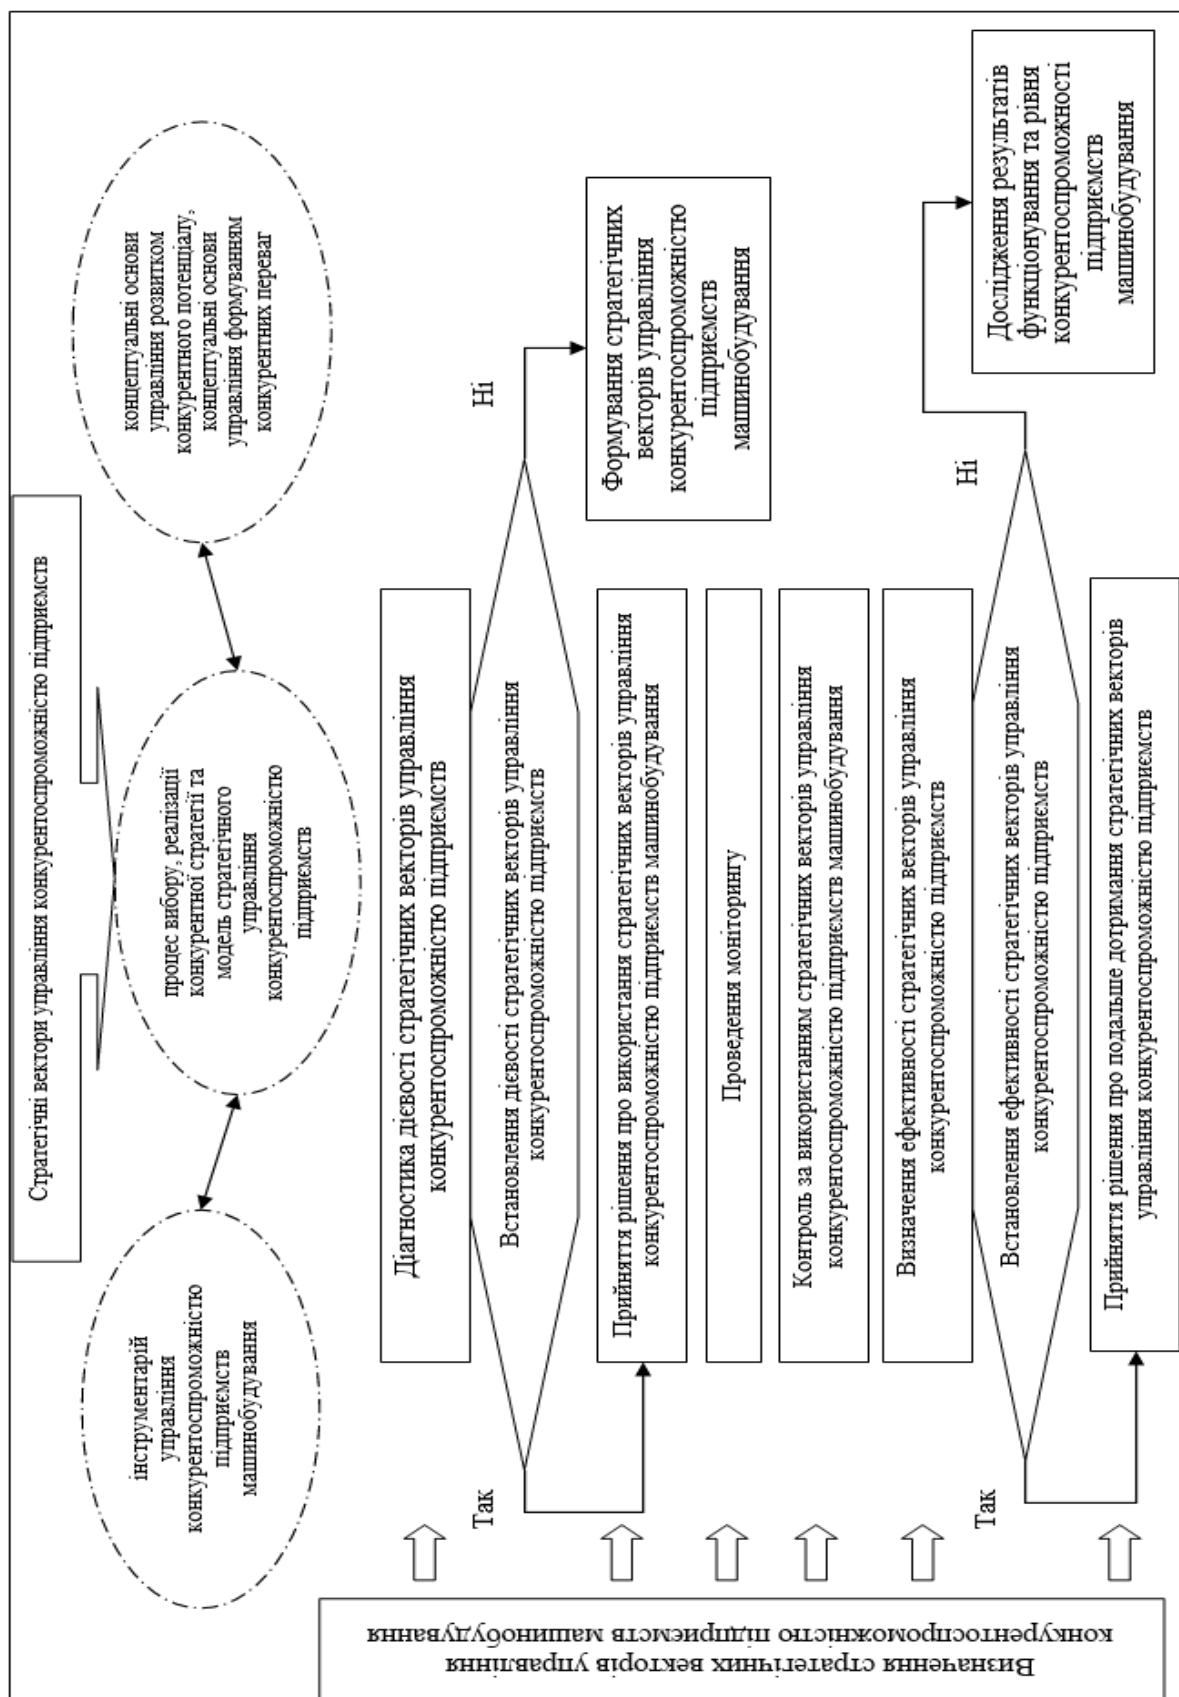 Стратегічні вектори управління конкурентоспроможністю підприємств
інструментарій
управління
конкурентоспроможністю
підприємств
машинобудування
процес вибору, реалізації
конкурентної стратегії та
модель стратегічного
управління
конкурентоспроможністю
підприємств
концептуальні основи
управління розвитком
конкурентного потенціалу,
концептуальні основи
управління формуванням
конкурентних переваг
Визначення стратегічних векторів управління
конкурентоспроможністю підприємств машинобудування
Діагностика дієвості стратегічних векторів управління
конкурентоспроможністю підприємств
Так
Встановлення дієвості стратегічних векторів управління
конкурентоспроможністю підприємств
Ні
Формування стратегічних
векторів управління
конкурентоспроможністю
підприємств
машинобудування
Прийняття рішення про використання стратегічних векторів управління
конкурентоспроможністю підприємств машинобудування
Проведення моніторингу
Контроль за використанням стратегічних векторів управління
конкурентоспроможністю підприємств машинобудування
Визначення ефективності стратегічних векторів управління
конкурентоспроможністю підприємств
Так
Встановлення ефективності стратегічних векторів управління
конкурентоспроможністю підприємств
Ні
Дослідження результатів
функціонування та рівня
конкурентоспроможності
підприємств
машинобудування
Прийняття рішення про подальше дотримання стратегічних векторів
управління конкурентоспроможністю підприємств